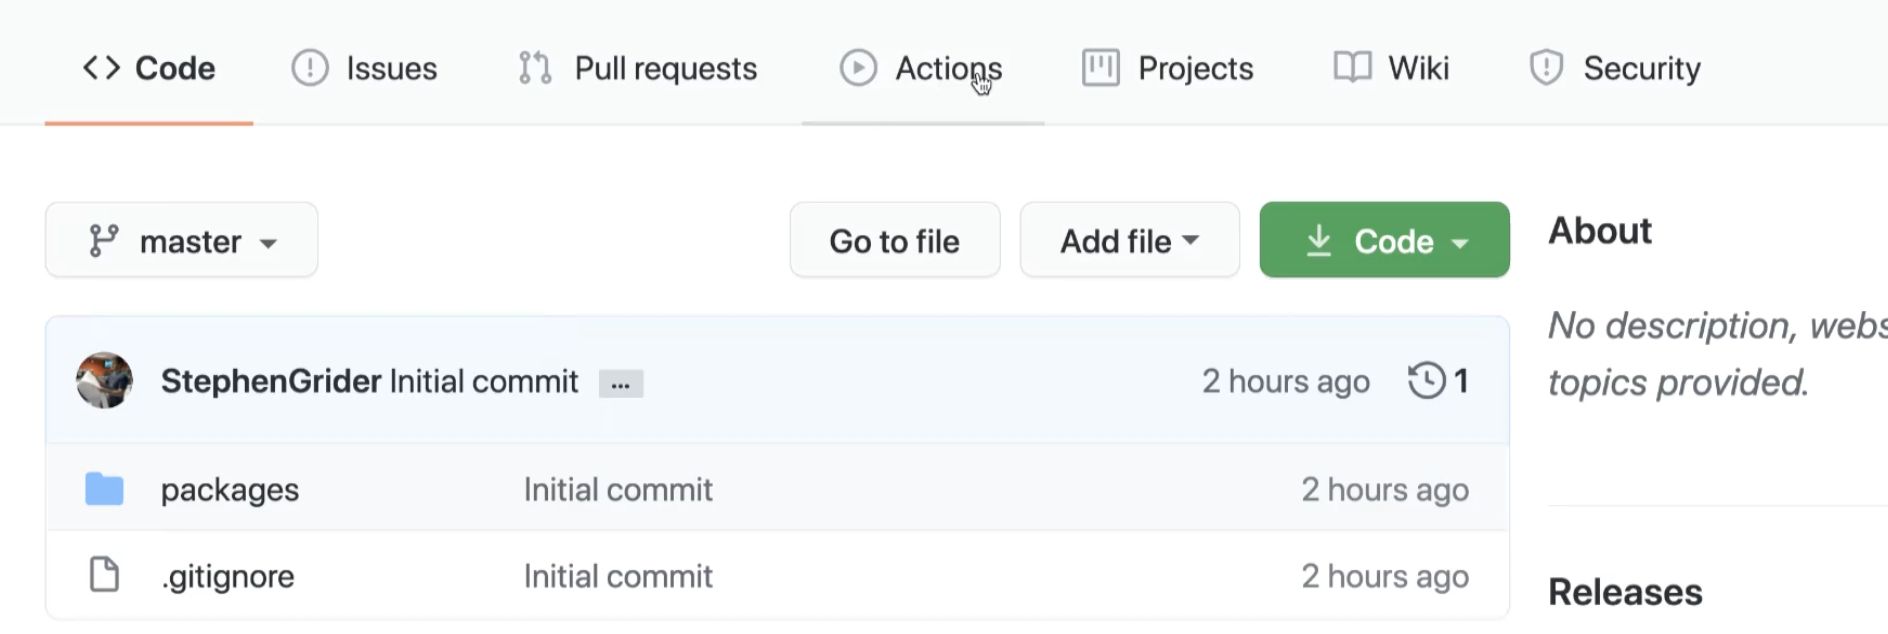 Code Issues Pull requests Actions Projects Wiki Security
master Go to file Add file Code
About
No description,
topics provided.
StephenGrider Initial commit ... 2 hours ago 1
packages Initial commit 2 hours ago
.gitignore Initial commit 2 hours ago
Releases